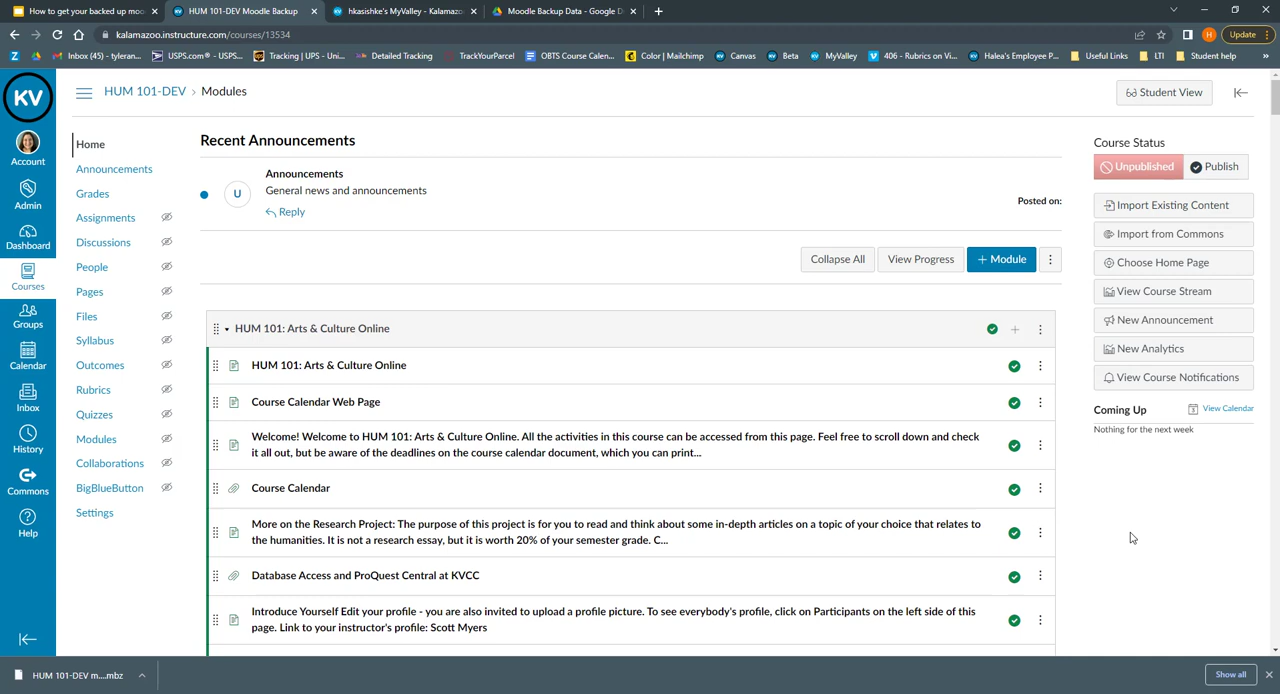 How to get your backed up moo
HUM 101-DEV Moodle Backup
hkasishke's MyValley - Kalamazoo
Moodle Backup Data - Google D
kalamazoo.instructure.com/courses/13534
Update
Inbox (45) - tyleran...
USPS.com® - USPS...
Tracking | UPS - Uni...
Detailed Tracking
TrackYourParcel
OBTS Course Calen...
Color | Mailchimp
Canvas
Beta
MyValley
406 - Rubrics on Vi...
Halea's Employee P...
Useful Links
LTI
Student help
KV
HUM 101-DEV › Modules
Student View
Account
Admin
Dashboard
Courses
Groups
Calendar
Inbox
History
Commons
Help
Home
Announcements
Grades
Assignments
Discussions
People
Pages
Files
Syllabus
Outcomes
Rubrics
Quizzes
Modules
Collaborations
BigBlueButton
Settings
Recent Announcements
U
Announcements
General news and announcements
Reply
Posted on:
Collapse All
View Progress
+ Module
HUM 101: Arts & Culture Online
HUM 101: Arts & Culture Online
Course Calendar Web Page
Welcome! Welcome to HUM 101: Arts & Culture Online. All the activities in this course can be accessed from this page. Feel free to scroll down and check
it all out, but be aware of the deadlines on the course calendar document, which you can print...
Course Calendar
More on the Research Project: The purpose of this project is for you to read and think about some in-depth articles on a topic of your choice that relates to
the humanities. It is not a research essay, but it is worth 20% of your semester grade. C...
Database Access and ProQuest Central at KVCC
Introduce Yourself Edit your profile - you are also invited to upload a profile picture. To see everybody's profile, click on Participants on the left side of this
page. Link to your instructor's profile: Scott Myers
Course Status
Unpublished
Publish
Import Existing Content
Import from Commons
Choose Home Page
View Course Stream
New Announcement
New Analytics
View Course Notifications
Coming Up
View Calendar
Nothing for the next week
HUM 101-DEV m....mbz
Show all